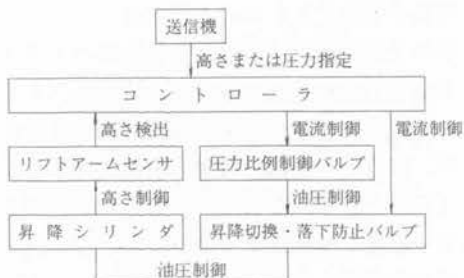 送信機
高さまたは圧力指定
コントローラ
高さ検出
電流制御
電流制御
リフトアームセンサ
圧力比例制御バルブ
高さ制御
油圧制御
昇降シリンダ
昇降切換・落下防止バルブ
油圧制御